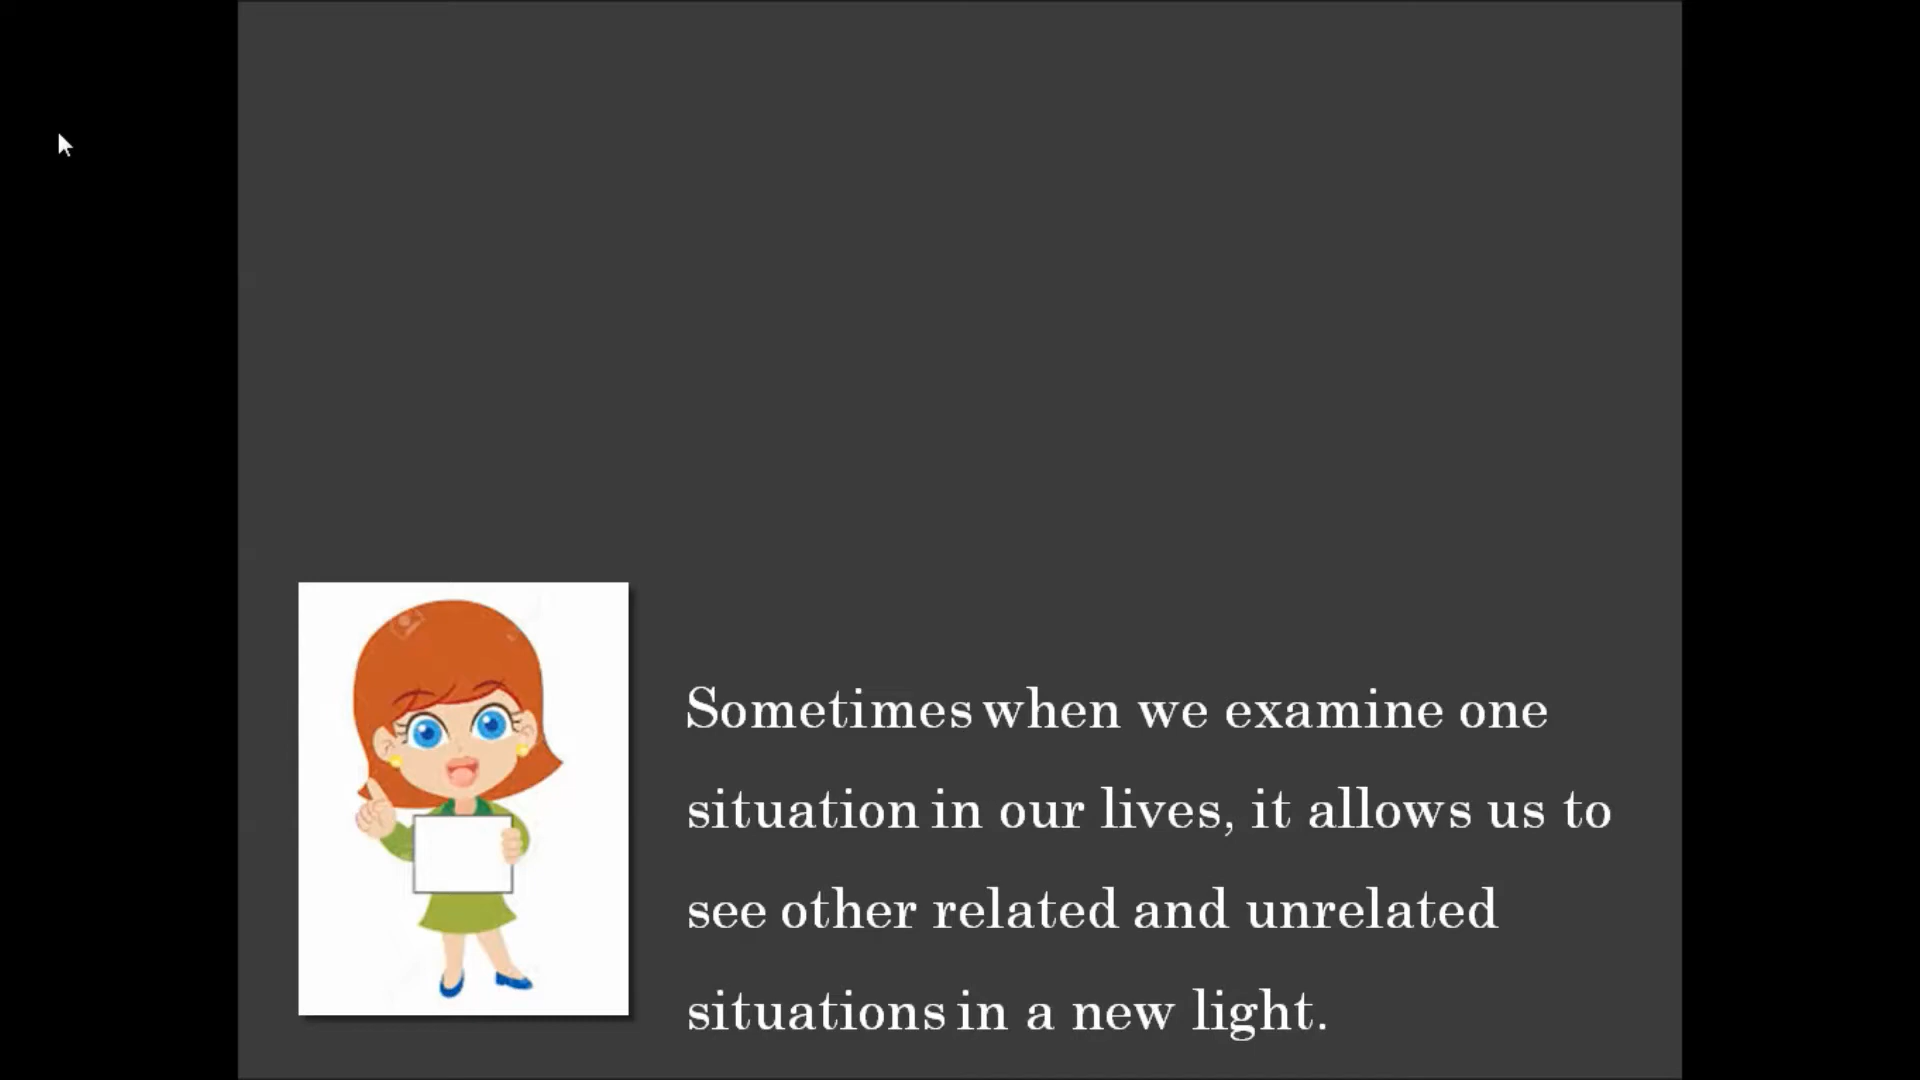 Sometimes when we examine one
situation in our lives, it allows us to
see other related and unrelated
situations in a new light.